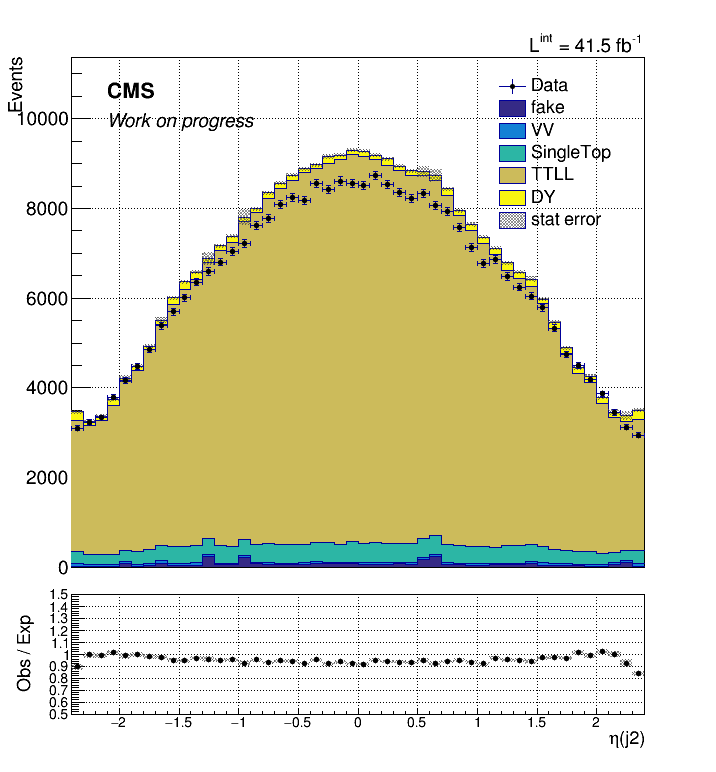 L^int = 41.5 fb^-1
Events
CMS
Work on progress
Data
fake
VV
SingleTop
TTLL
DY
stat error
10000
8000
6000
4000
2000
0
Obs / Exp
1.5
1.4
1.3
1.2
1.1
1
0.9
0.8
0.7
0.6
0.5
−2 −1.5 −1 −0.5 0 0.5 1 1.5 2
η(j2)